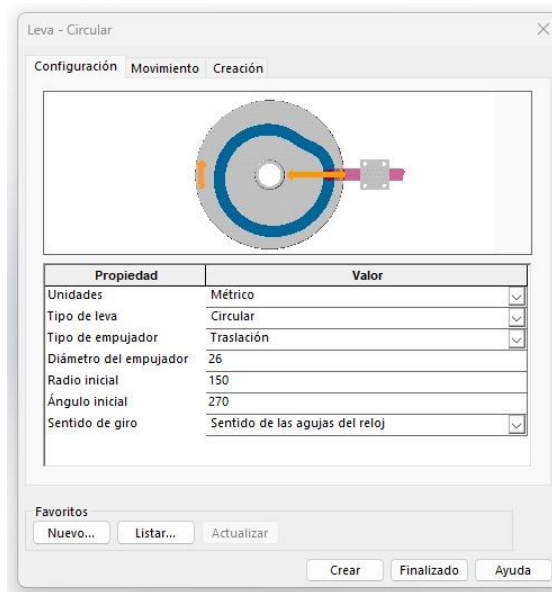 Leva - Circular
Configuración Movimiento Creación
Propiedad Valor
Unidades Métrico
Tipo de leva Circular
Tipo de empujador Traslación
Diámetro del empujador 26
Radio inicial 150
Ángulo inicial 270
Sentido de giro Sentido de las agujas del reloj
Favoritos
Nuevo... Listar... Actualizar
Crear Finalizado Ayuda